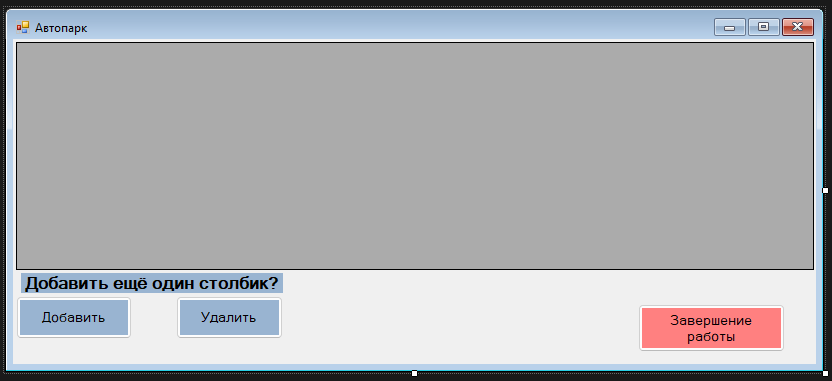 Автопарк
Добавить ещё один столбик?
Добавить
Удалить
Завершение
работы